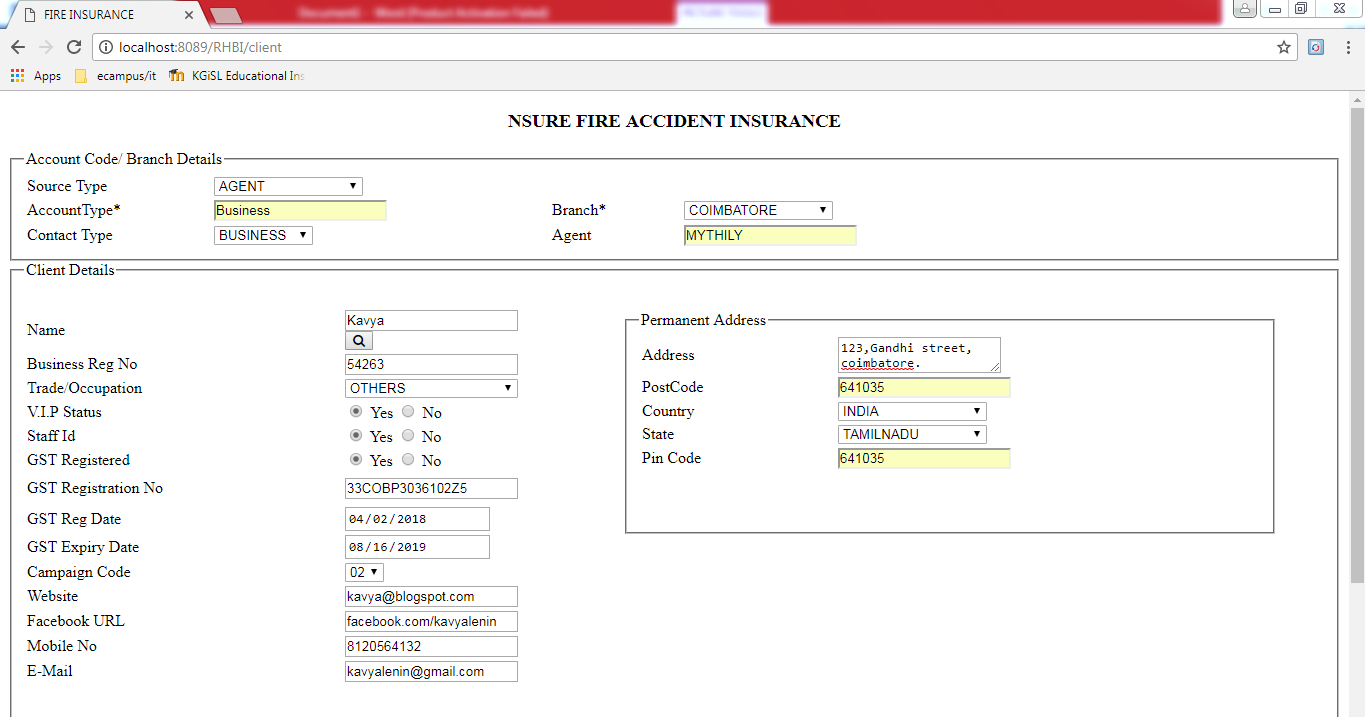 FIRE INSURANCE
localhost:8089/RHBI/client
Apps ecampus/it KGiSL Educational Ins
NSURE FIRE ACCIDENT INSURANCE
Account Code/ Branch Details
Source Type AGENT
AccountType* Business Branch* COIMBATORE
Contact Type BUSINESS Agent MYTHILY
Client Details
Name Kavya
Business Reg No 54263
Trade/Occupation OTHERS
V.I.P Status Yes No
Staff Id Yes No
GST Registered Yes No
GST Registration No 33COBP3036102Z5
GST Reg Date 04/02/2018
GST Expiry Date 08/16/2019
Campaign Code 02
Website kavya@blogspot.com
Facebook URL facebook.com/kavyalenin
Mobile No 8120564132
E-Mail kavyalenin@gmail.com
Permanent Address
Address 123,Gandhi street,
coimbatore.
PostCode 641035
Country INDIA
State TAMILNADU
Pin Code 641035